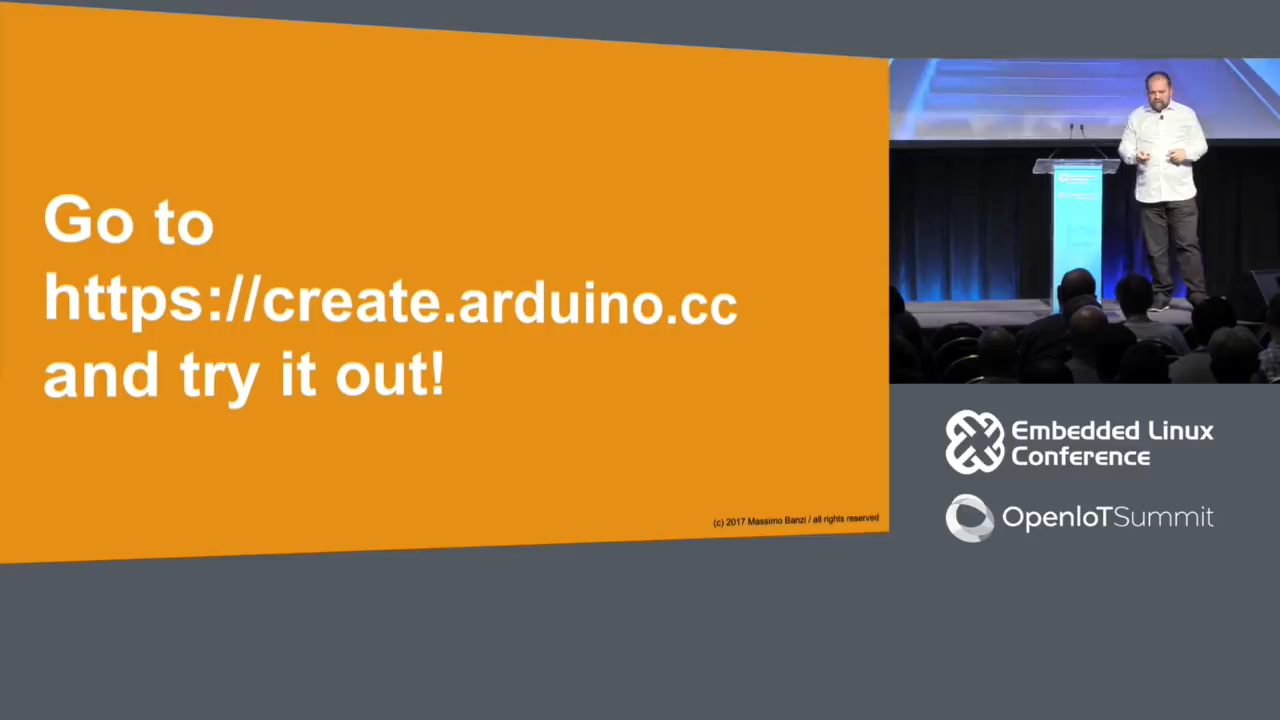 Go to
https://create.arduino.cc
and try it out!
(c) 2017 Massimo Banzi / all rights reserved
Embedded Linux
Conference
OpenIoTSummit